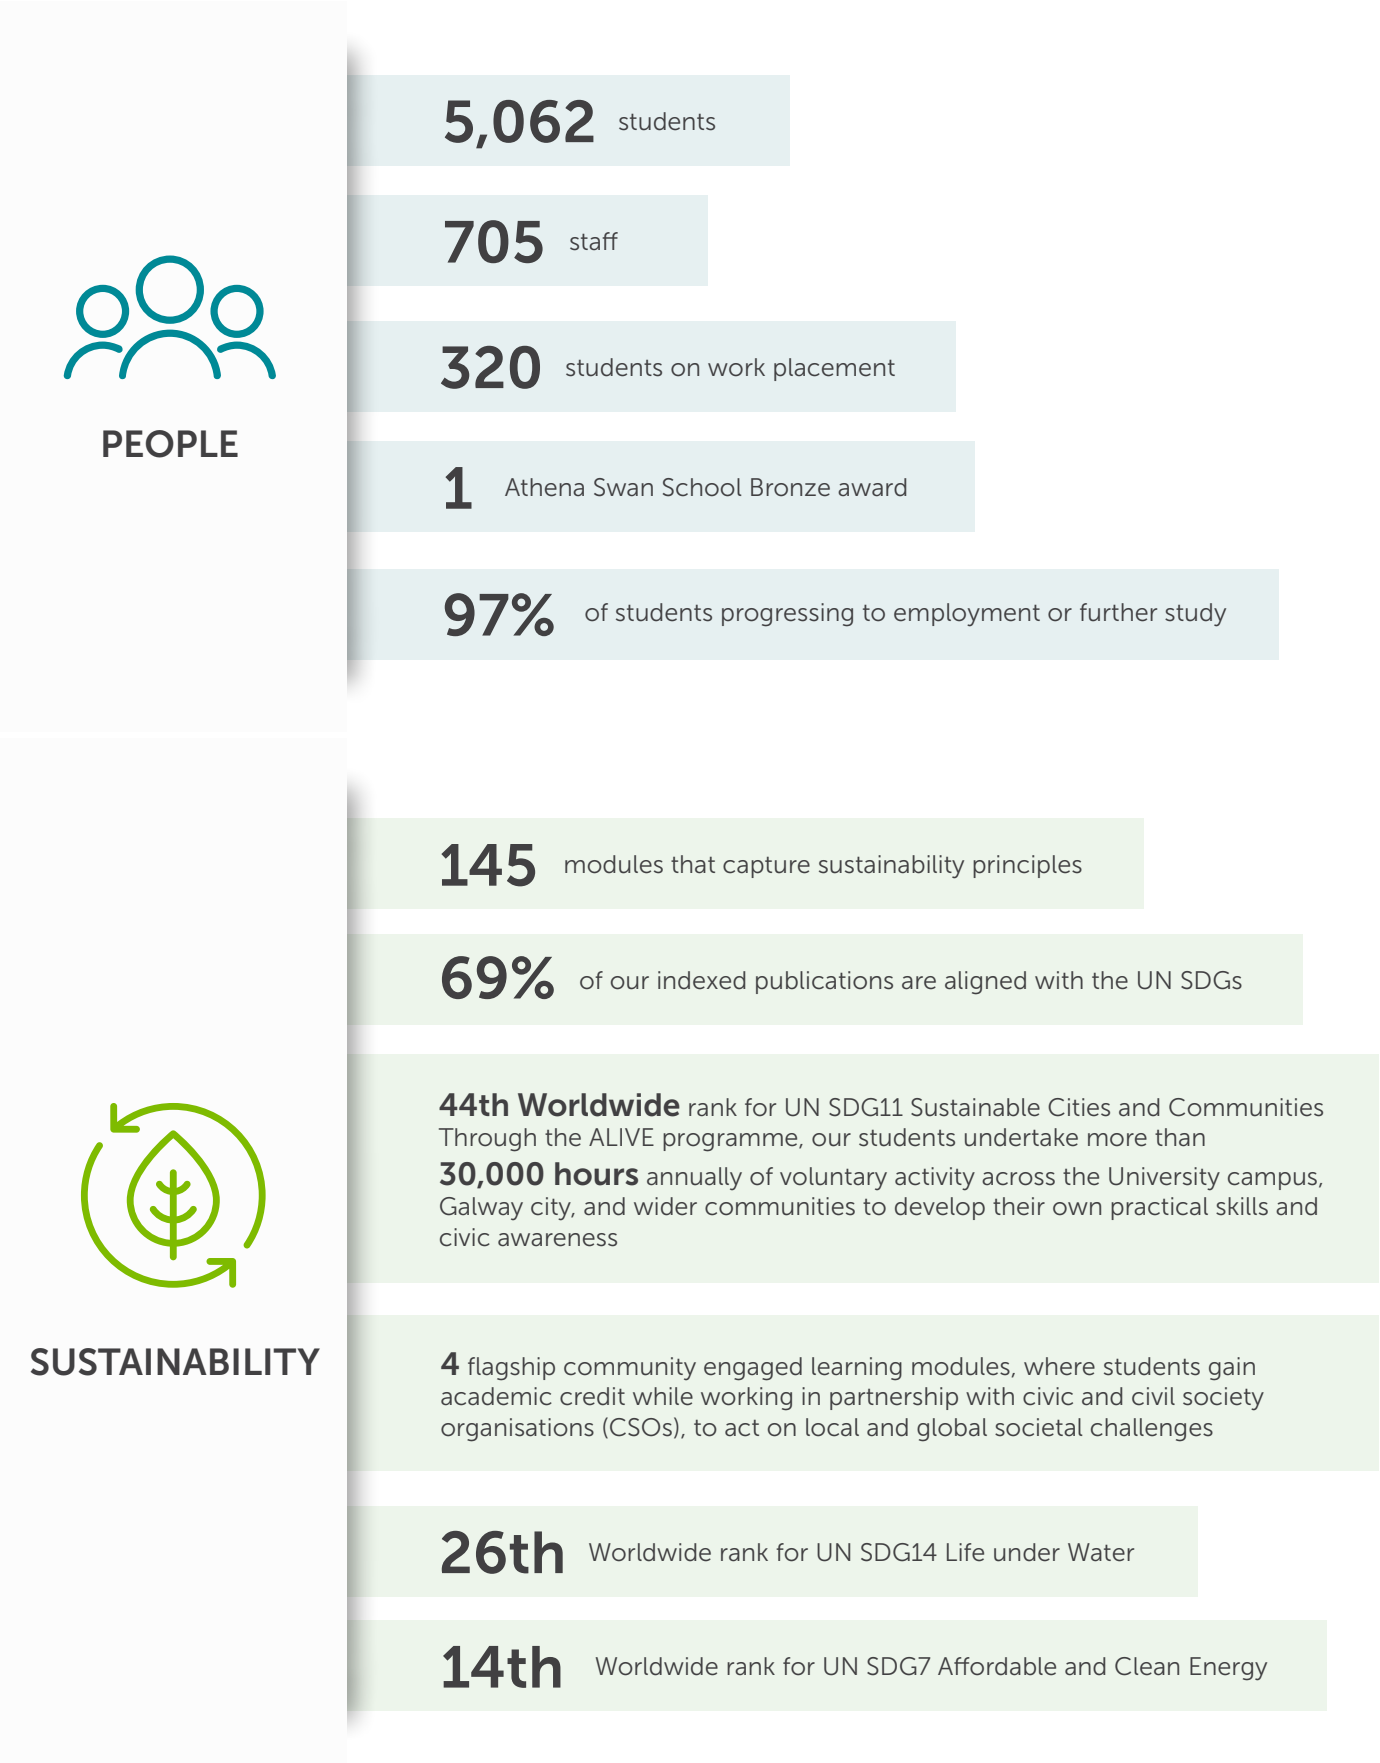 5,062 students
705 staff
320 students on work placement
1 Athena Swan School Bronze award
97% of students progressing to employment or further study
PEOPLE
145 modules that capture sustainability principles
69% of our indexed publications are aligned with the UN SDGs
44th Worldwide rank for UN SDG11 Sustainable Cities and Communities
Through the ALIVE programme, our students undertake more than
30,000 hours annually of voluntary activity across the University campus,
Galway city, and wider communities to develop their own practical skills and
civic awareness
SUSTAINABILITY
4 flagship community engaged learning modules, where students gain
academic credit while working in partnership with civic and civil society
organisations (CSOs), to act on local and global societal challenges
26th Worldwide rank for UN SDG14 Life under Water
14th Worldwide rank for UN SDG7 Affordable and Clean Energy